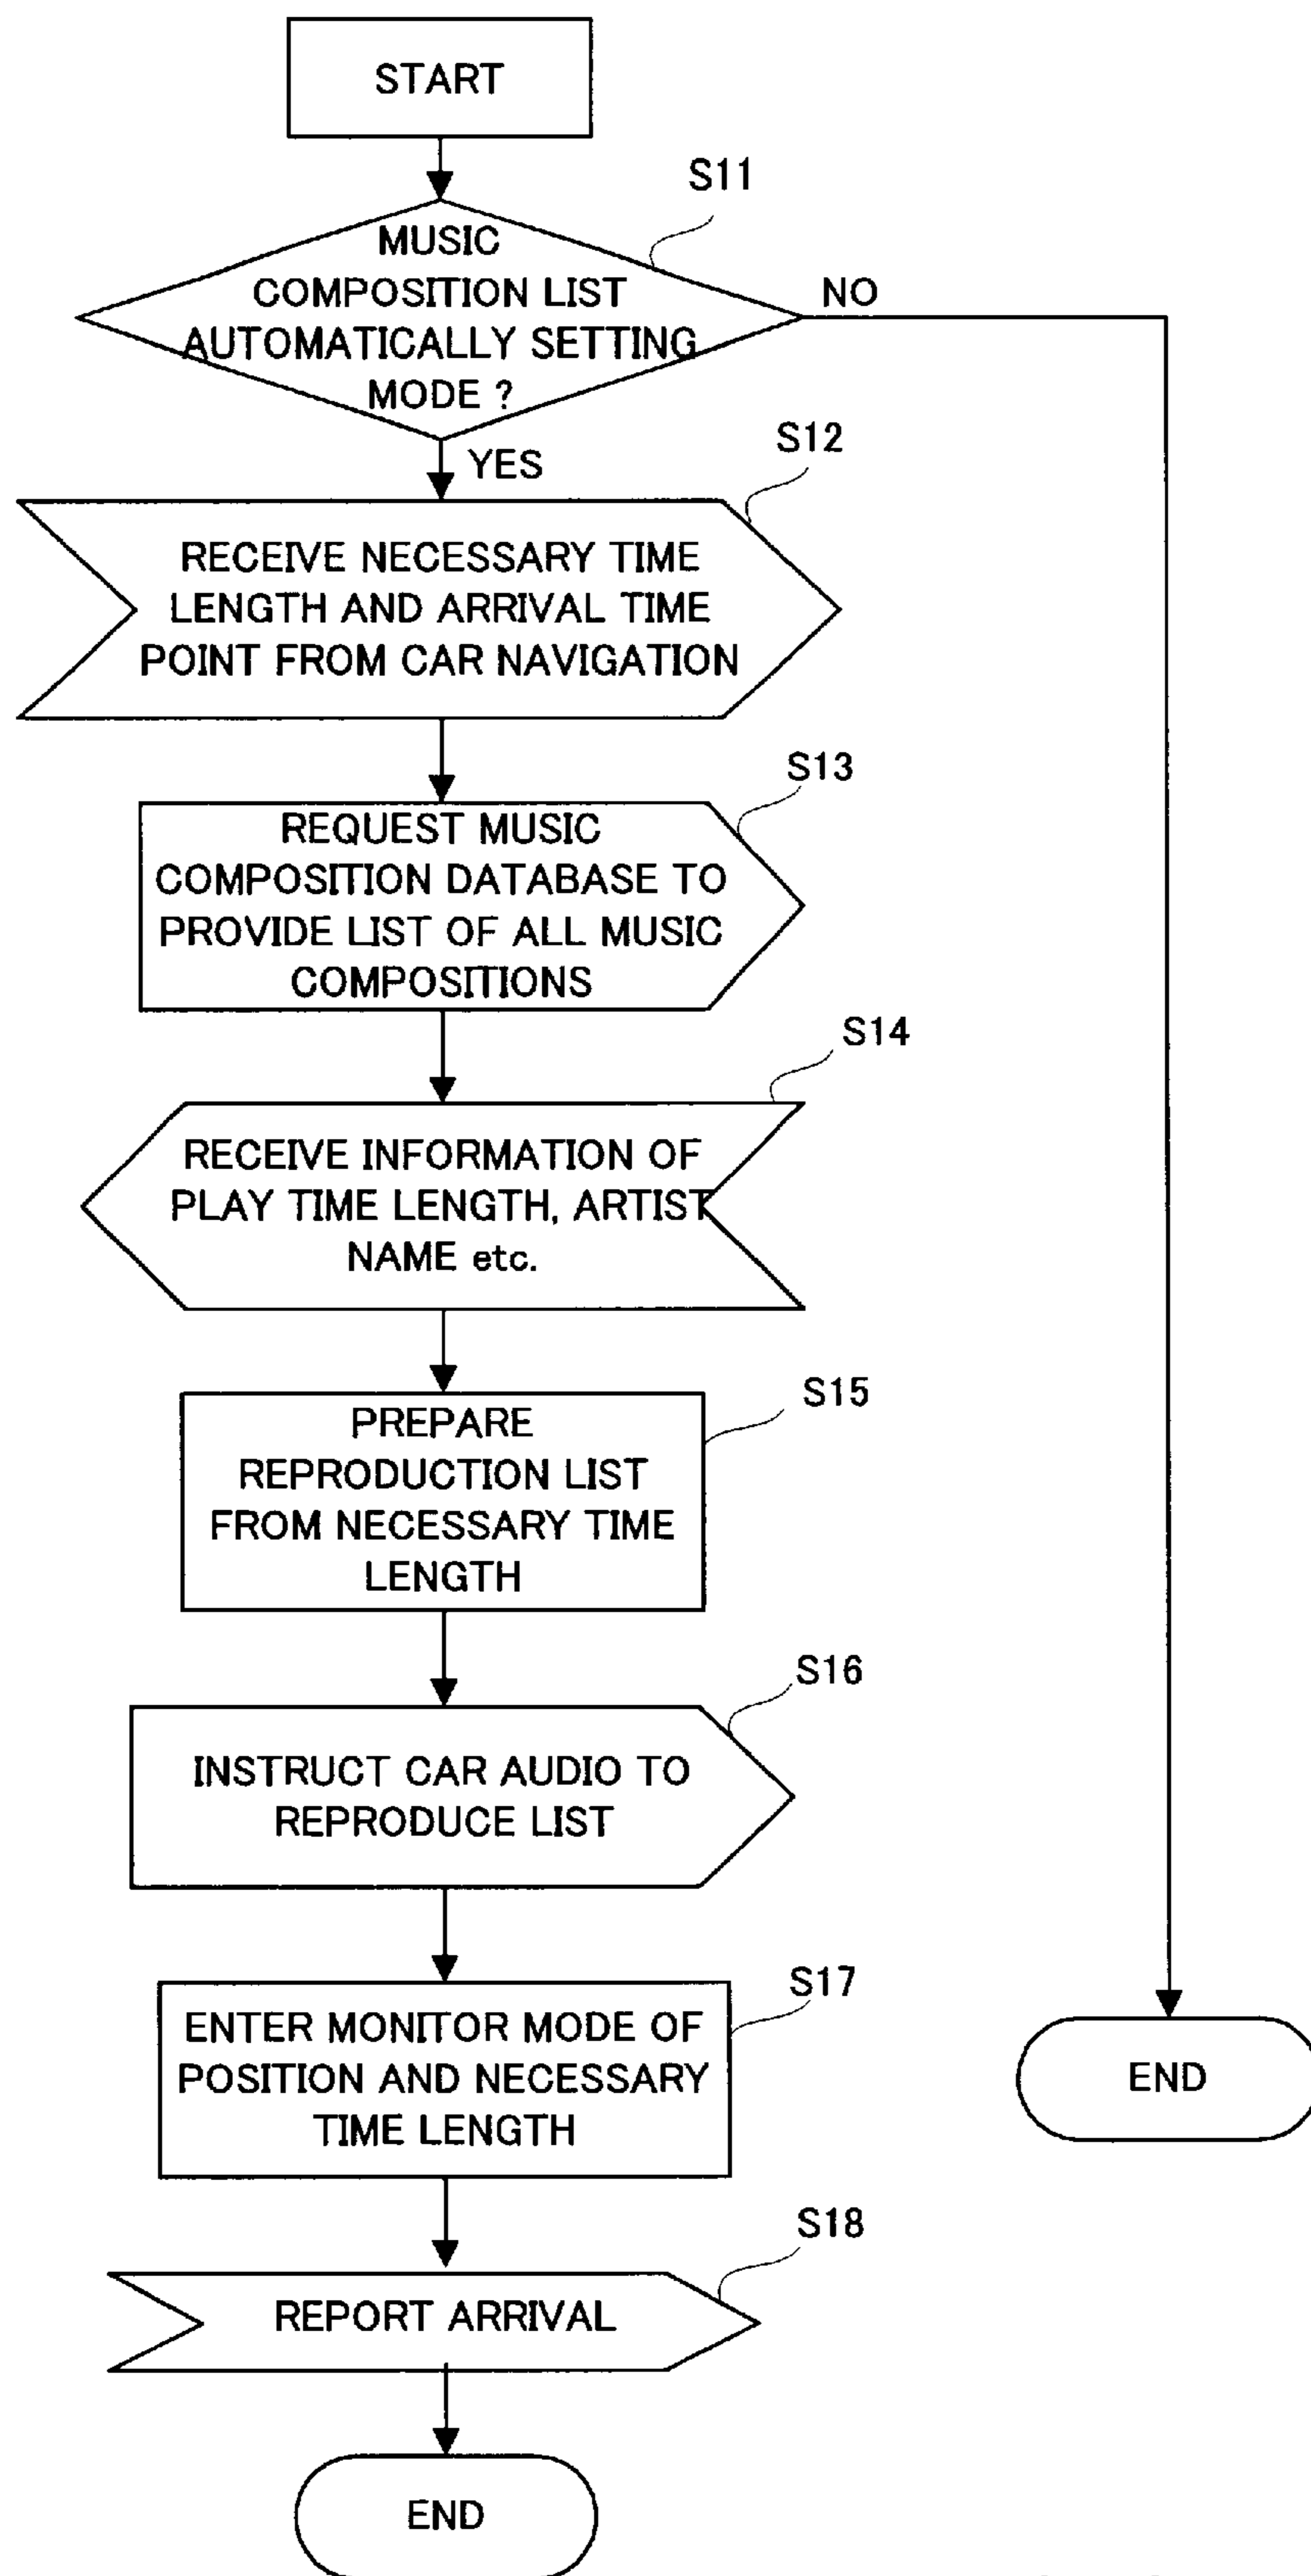 START
S11
MUSIC
COMPOSITION LIST
AUTOMATICALLY SETTING
MODE ?
NO
YES
S12
RECEIVE NECESSARY TIME
LENGTH AND ARRIVAL TIME
POINT FROM CAR NAVIGATION
S13
REQUEST MUSIC
COMPOSITION DATABASE TO
PROVIDE LIST OF ALL MUSIC
COMPOSITIONS
S14
RECEIVE INFORMATION OF
PLAY TIME LENGTH, ARTIST
NAME etc.
S15
PREPARE
REPRODUCTION LIST
FROM NECESSARY TIME
LENGTH
S16
INSTRUCT CAR AUDIO TO
REPRODUCE LIST
S17
ENTER MONITOR MODE OF
POSITION AND NECESSARY
TIME LENGTH
END
S18
REPORT ARRIVAL
END